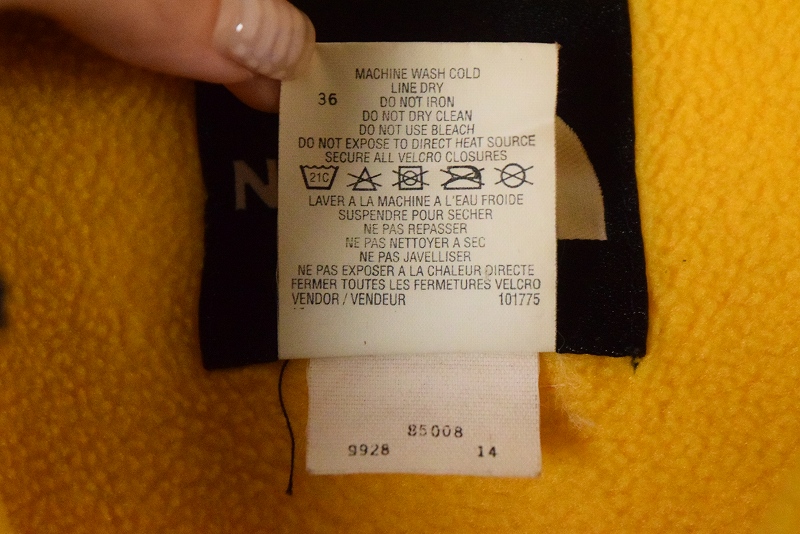 MACHINE WASH COLD
LINE DRY
36
DO NOT IRON
DO NOT DRY CLEAN
DO NOT USE BLEACH
DO NOT EXPOSE TO DIRECT HEAT SOURCE
SECURE ALL VELCRO CLOSURES
21C
N
LAVER A LA MACHINE A L'EAU FROIDE
SUSPENDRE POUR SECHER
NE PAS REPASSER
NE PAS NETTOYER A SEC
NE PAS JAVELLISER
NE PAS EXPOSER A LA CHALEUR DIRECTE
FERMER TOUTES LES FERMETURES VELCRO
VENDOR / VENDEUR 101775
85008
9928 14